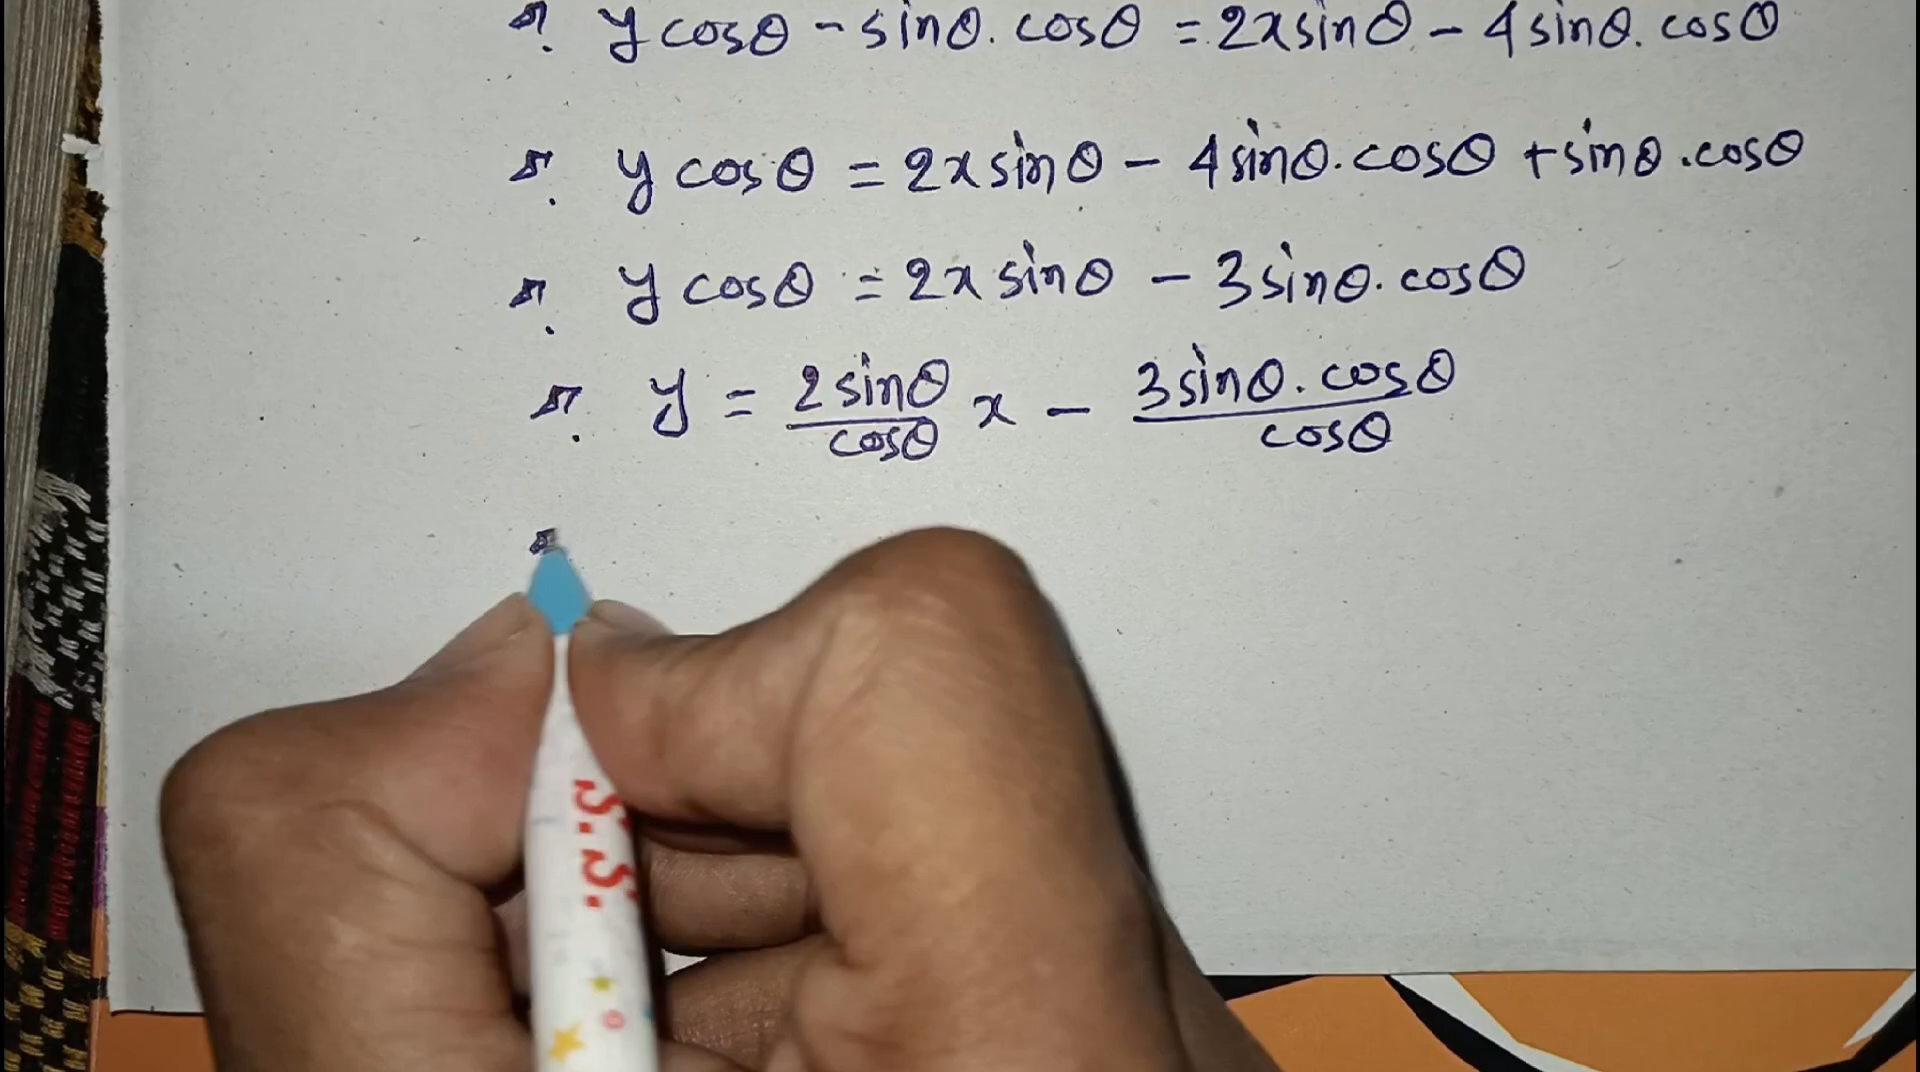 বা, y cosθ - sinθ. cosθ = 2x sinθ - 4 sinθ. cosθ
বা, y cosθ = 2x sinθ - 4 sinθ. cosθ + sinθ . cosθ
বা, y cosθ = 2x sinθ - 3 sinθ. cosθ
বা, y = 2 sinθ/cosθ x - 3 sinθ. cosθ/cosθ
S.S.